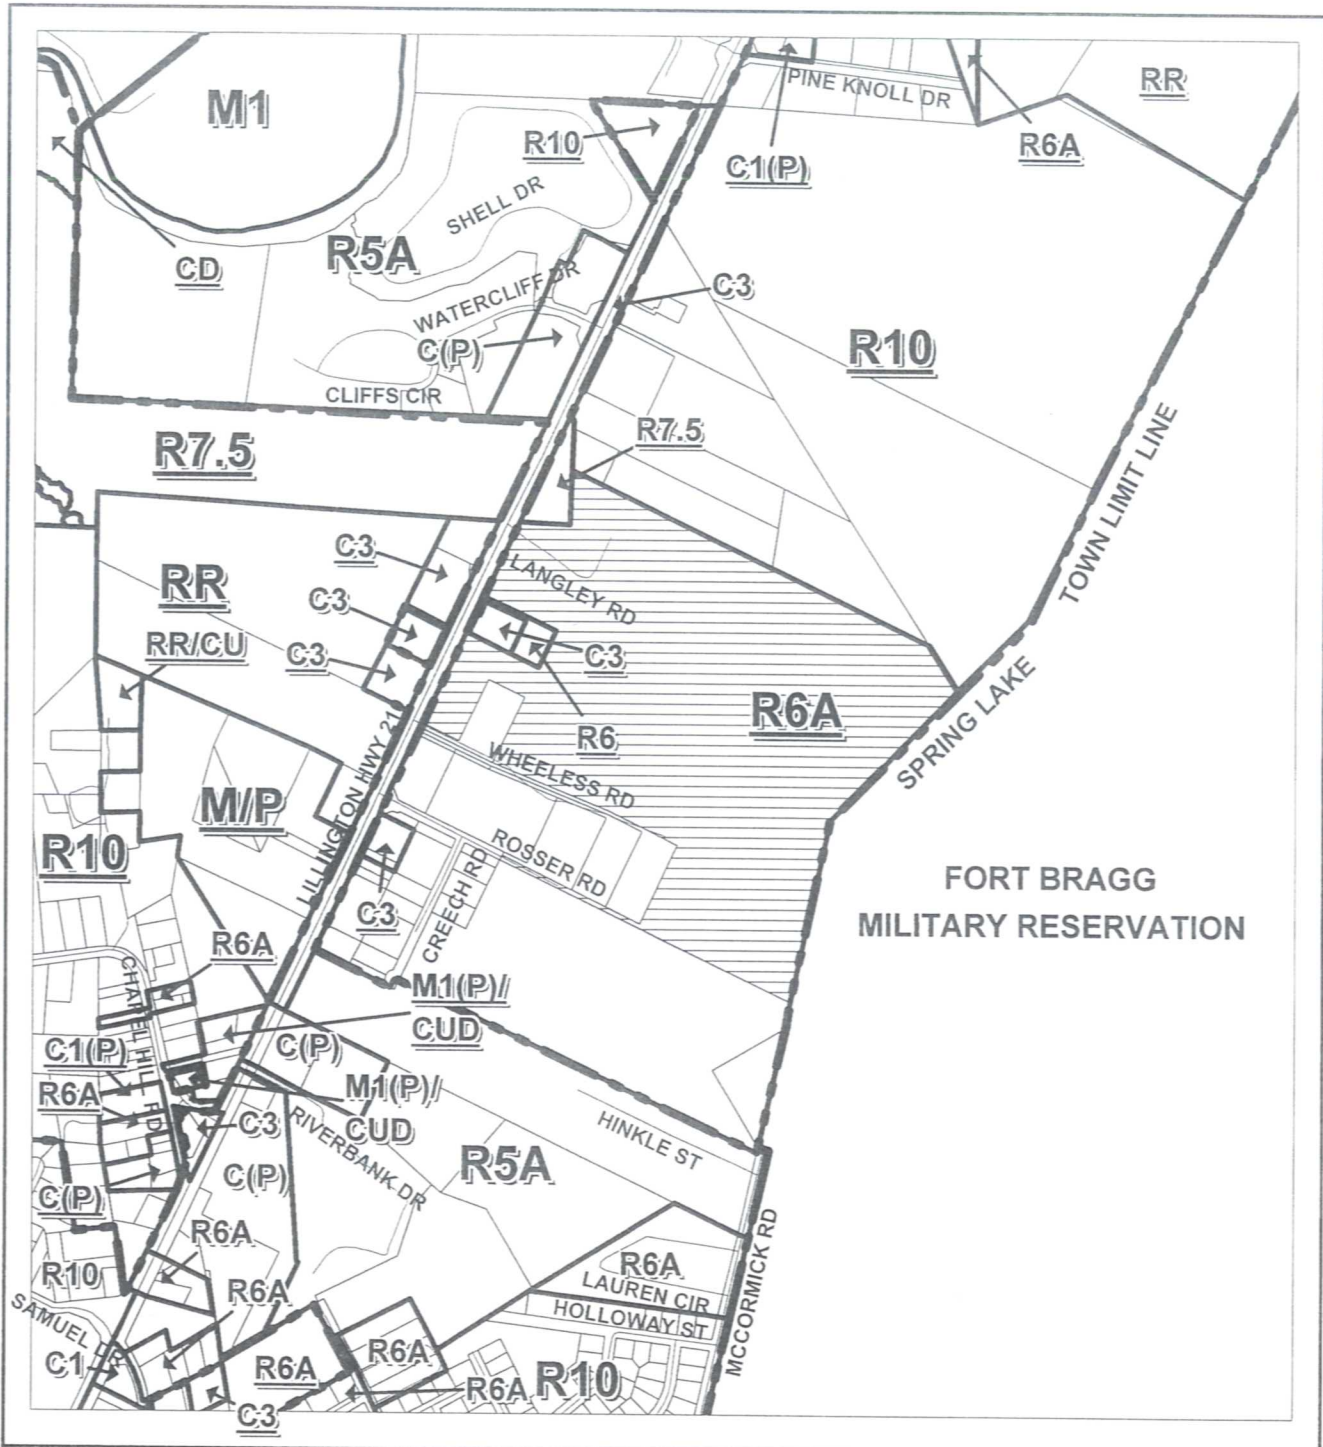 M1
PINE KNOLL DR
RR
R10
C1(P)
R6A
SHELL DR
R5A
CD
WATERCLIFF DR
C3
C(P)
R10
CLIFFS CIR
R7.5
R7.5
TOWN LIMIT LINE
C3
LANGLEY RD
RR
C3
RR/CU
C3
C3
R6A
SPRING LAKE
R6
LILLINGTON HWY 210
WHEELESS RD
M/P
ROSSER RD
R10
CREECH RD
C3
FORT BRAGG
MILITARY RESERVATION
R6A
CHAPEL HILL RD
M1(P)/
CUD
C(P)
C1(P)
M1(P)/
CUD
R6A
C3
RIVERBANK DR
HINKLE ST
R5A
C(P)
C(P)
R6A
MCCORMICK RD
R10
R6A
R6A
LAUREN CIR
HOLLOWAY ST
SAMUEL DR
C1
R6A
R6A
R6A
R10
C3